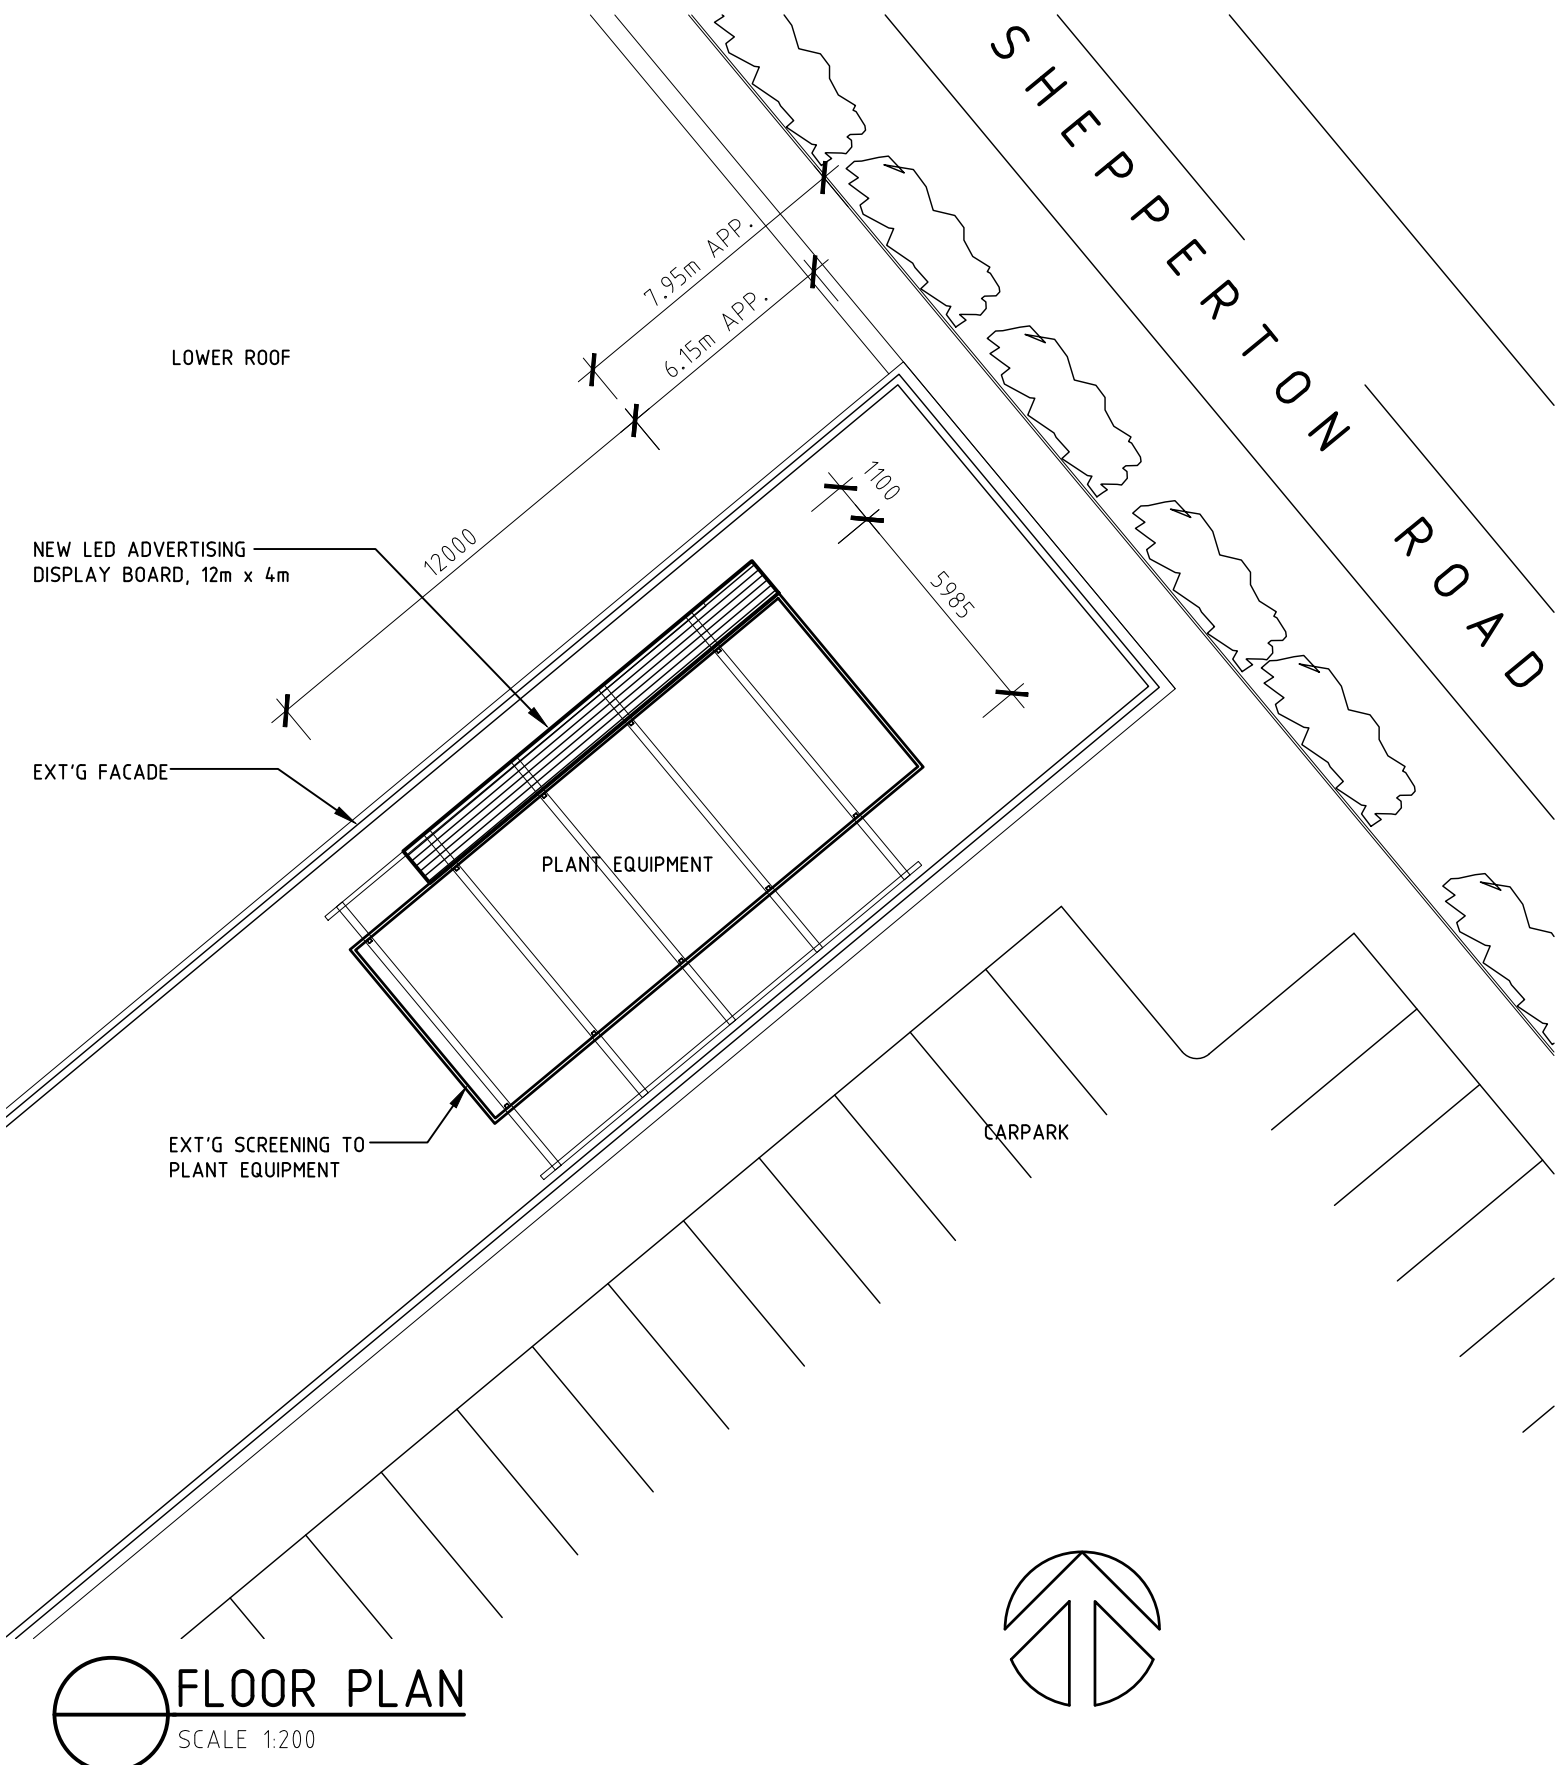 SHEPPERTON ROAD
7.95m APP.
6.15m APP.
LOWER ROOF
1100
12000
NEW LED ADVERTISING
DISPLAY BOARD, 12m x 4m
5985
EXT'G FACADE
PLANT EQUIPMENT
CARPARK
EXT'G SCREENING TO
PLANT EQUIPMENT
FLOOR PLAN
SCALE 1:200